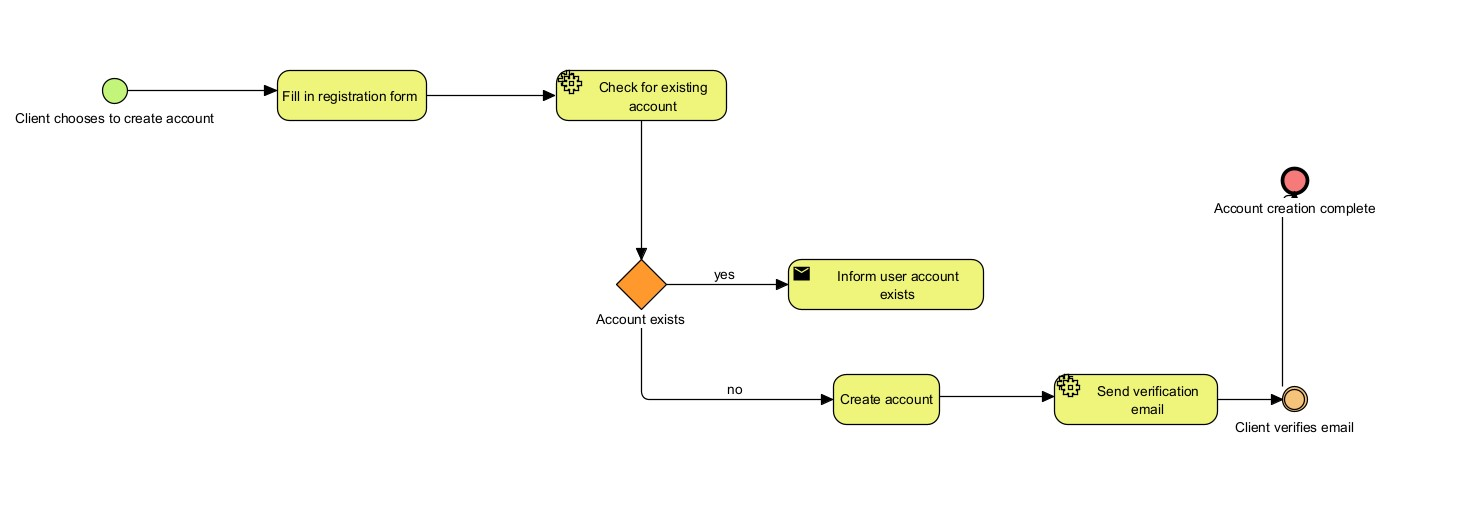 Client chooses to create account
Fill in registration form
Check for existing
account
Account creation complete
yes
Inform user account
exists
Account exists
no
Create account
Send verification
email
Client verifies email